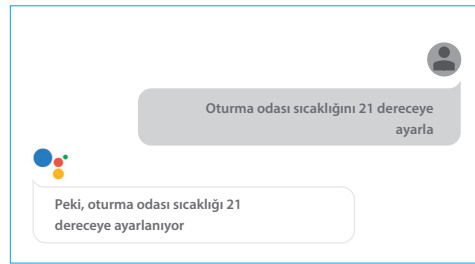 Oturma odası sıcaklığını 21 dereceye
ayarla
Peki, oturma odası sıcaklığı 21
dereceye ayarlanıyor